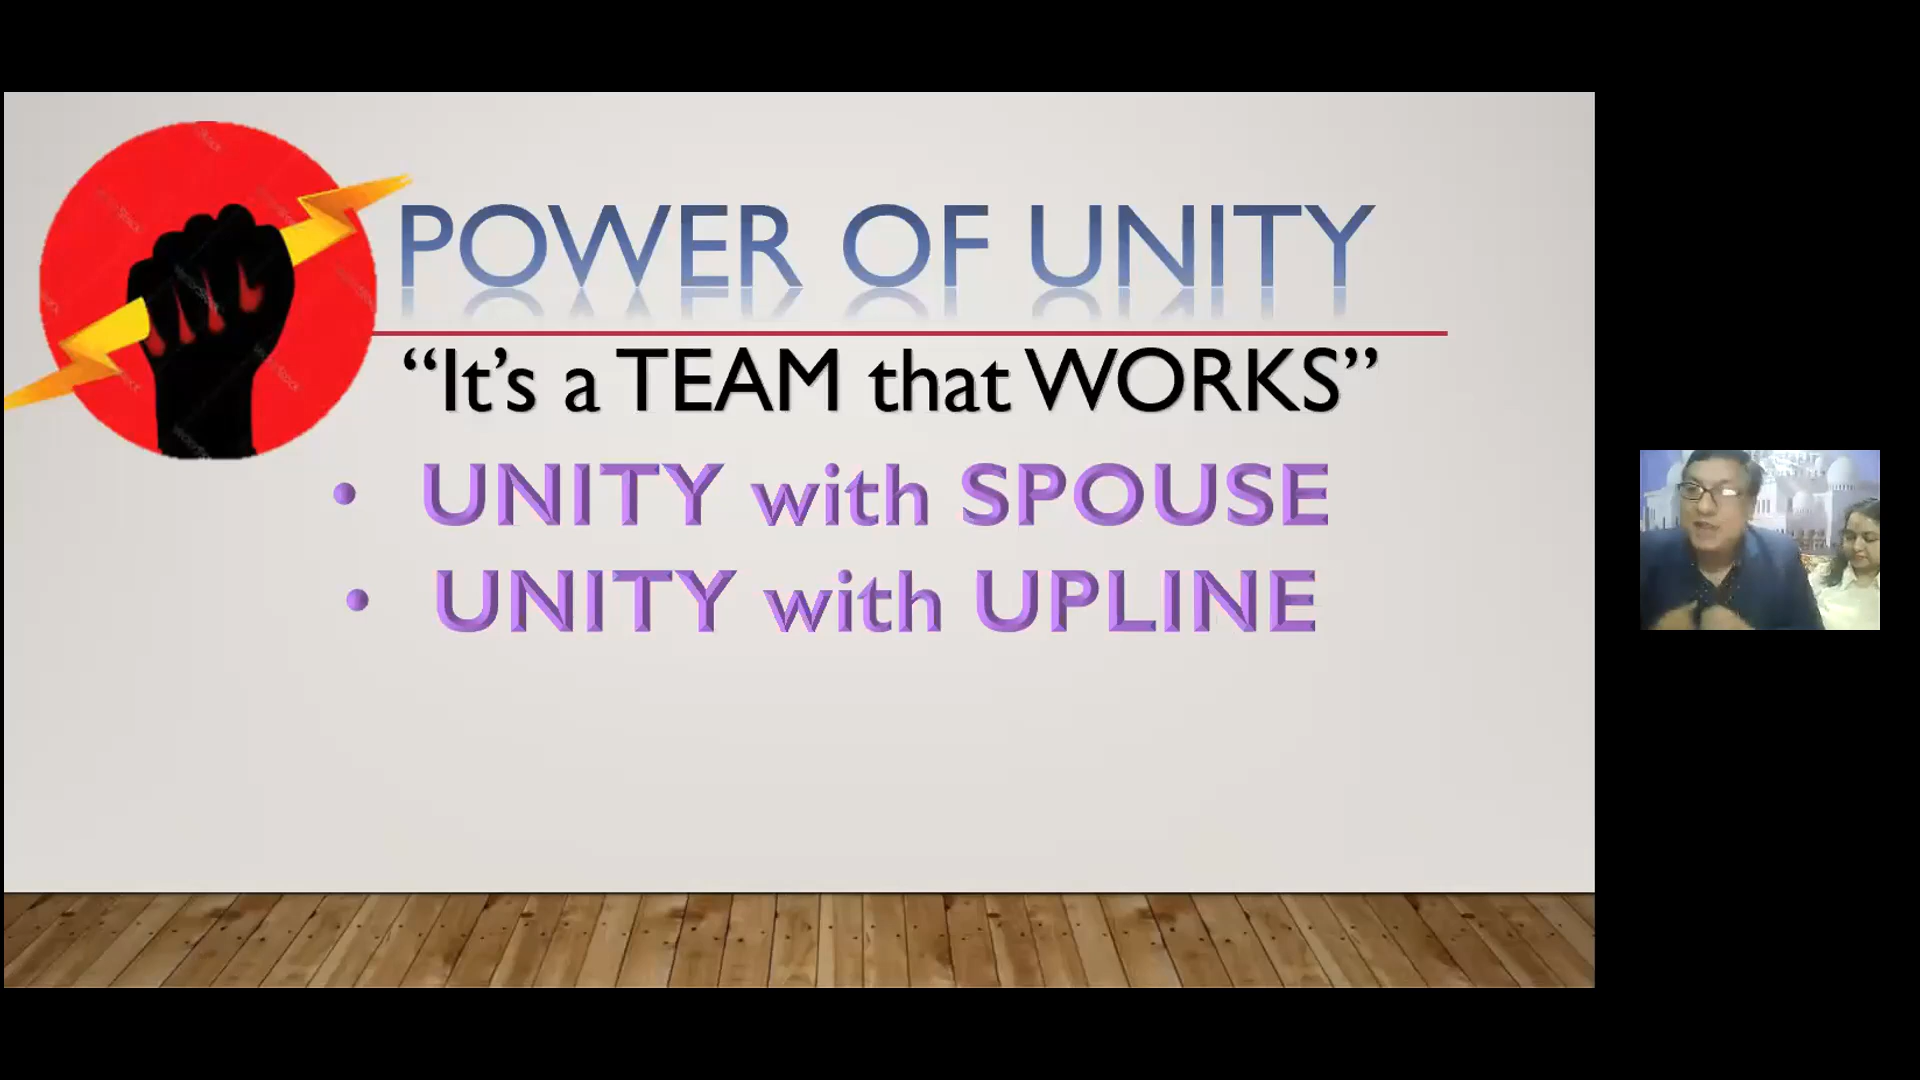 POWER OF UNITY
“It’s a TEAM that WORKS”
• UNITY with SPOUSE
• UNITY with UPLINE